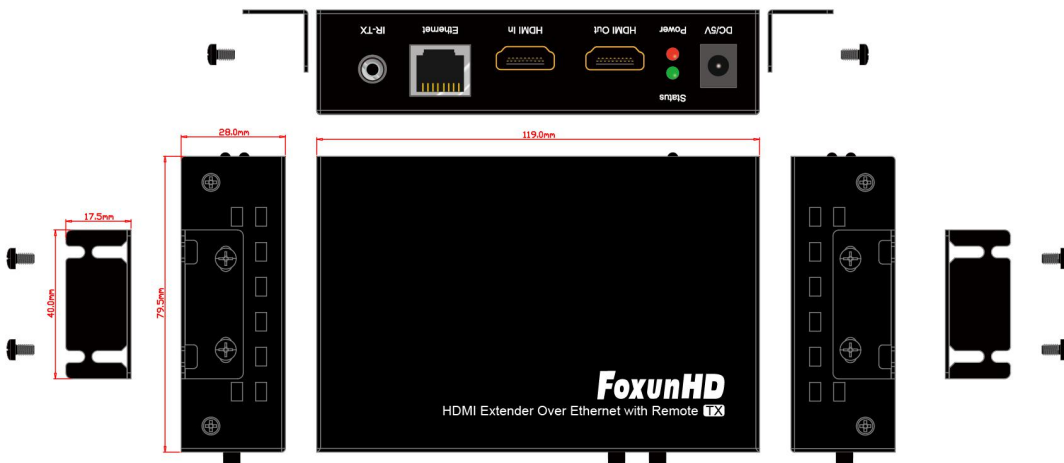 IR-TX
Ethernet
HDMI In
HDMI Out
Power
DC/5V
Status
28.0mm
119.0mm
17.5mm
40.0mm
79.5mm
FoxunHD
HDMI Extender Over Ethernet with Remote TX